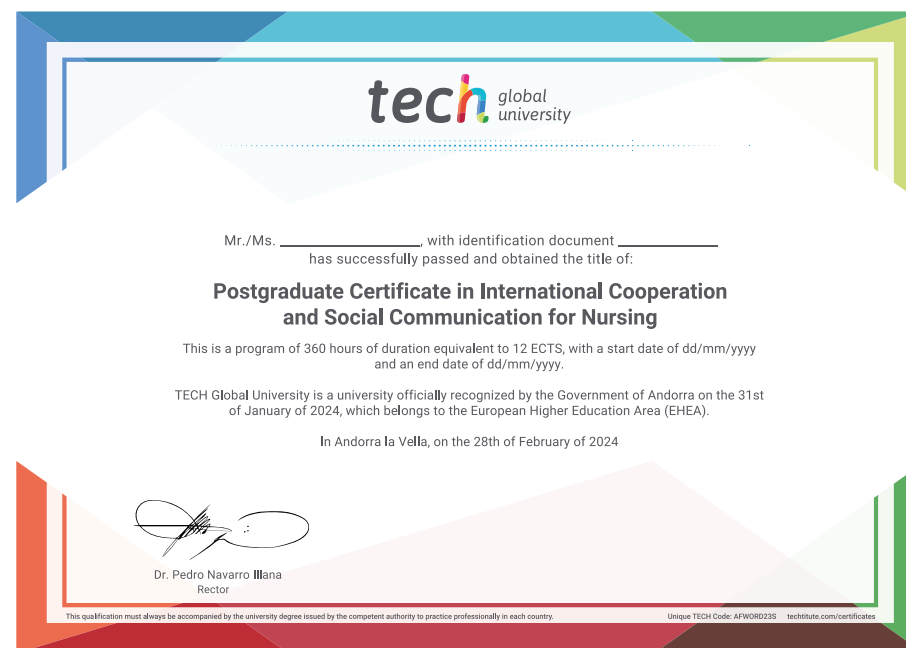 tech global university
Mr./Ms. ____________________, with identification document ______________
has successfully passed and obtained the title of:
Postgraduate Certificate in International Cooperation
and Social Communication for Nursing
This is a program of 360 hours of duration equivalent to 12 ECTS, with a start date of dd/mm/yyyy
and an end date of dd/mm/yyyy.
TECH Global University is a university officially recognized by the Government of Andorra on the 31st
of January of 2024, which belongs to the European Higher Education Area (EHEA).
In Andorra la Vella, on the 28th of February of 2024
Dr. Pedro Navarro Illana
Rector
This qualification must always be accompanied by the university degree issued by the competent authority to practice professionally in each country.
Unique TECH Code: AFWORD23S techtitute.com/certificates